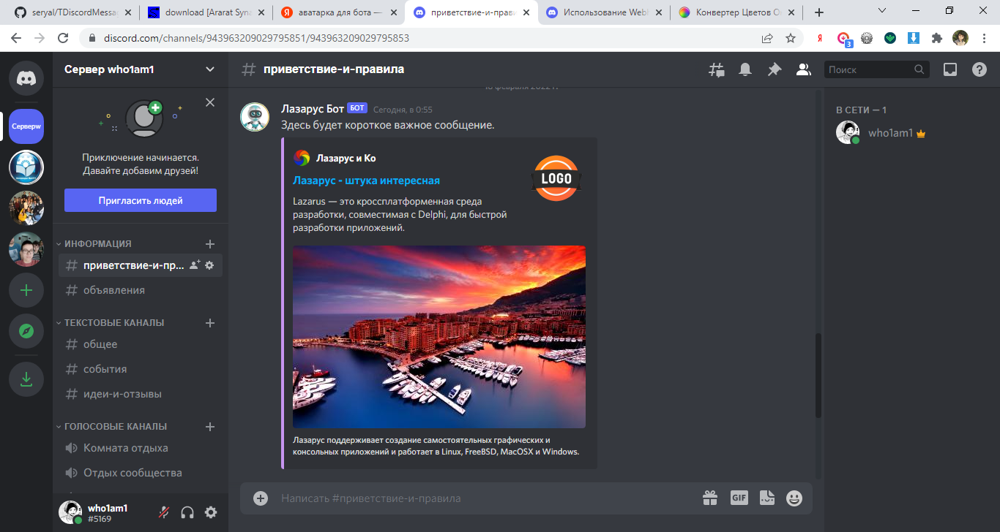 seryal/TDiscordMessa
download [Ararat Syna
аватарка для бота —
приветствие-и-прави
Использование Web
Конвертер Цветов О
discord.com/channels/943963209029795851/943963209029795853
3
Сервер who1am1
Приключение начинается.
Давайте добавим друзей!
Пригласить людей
ИНФОРМАЦИЯ
приветствие-и-пр...
объявления
ТЕКСТОВЫЕ КАНАЛЫ
общее
события
идеи-и-отзывы
ГОЛОСОВЫЕ КАНАЛЫ
Комната отдыха
Отдых сообщества
who1am1
#5169
Серверw
приветствие-и-правила
Поиск
Лазарус Бот БОТ Сегодня, в 0:55
Здесь будет короткое важное сообщение.
Лазарус и Ко
LOGO
Лазарус - штука интересная
Lazarus — это кроссплатформенная среда
разработки, совместимая с Delphi, для быстрой
разработки приложений.
Лазарус поддерживает создание самостоятельных графических и
консольных приложений и работает в Linux, FreeBSD, MacOSX и Windows.
Написать #приветствие-и-правила
GIF
В СЕТИ — 1
who1am1